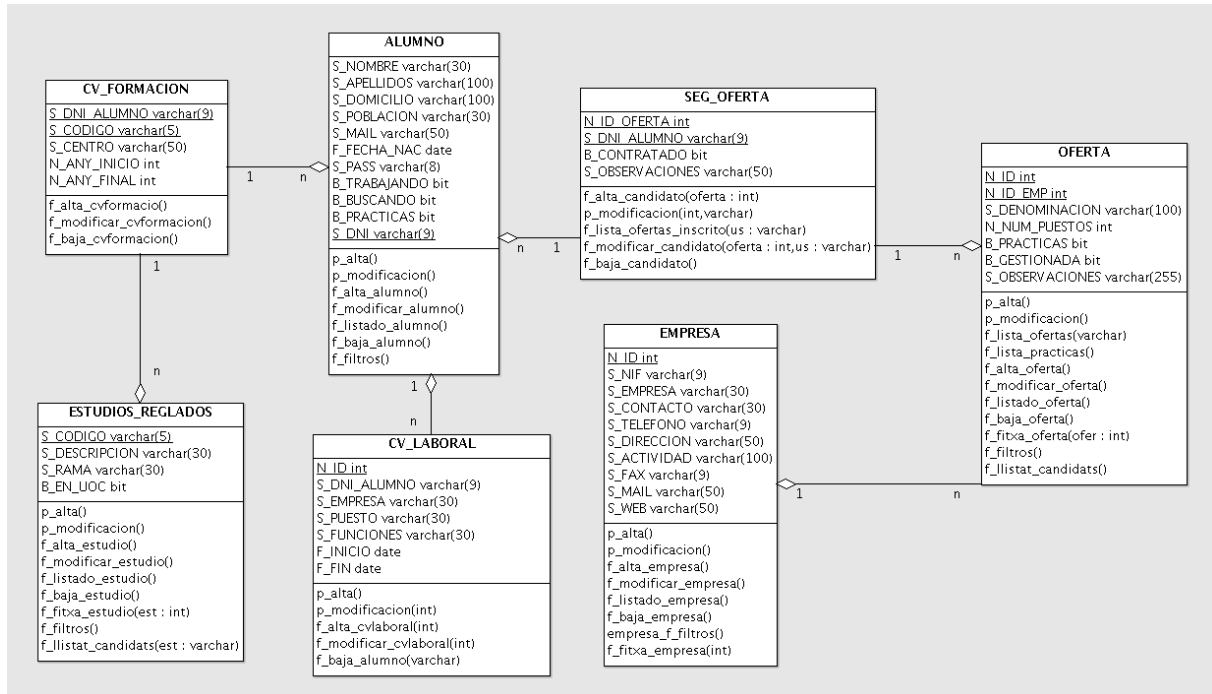 CV_FORMACION
S_DNI_ALUMNO varchar(9)
S_CODIGO varchar(5)
S_CENTRO varchar(50)
N_ANY_INICIO int
N_ANY_FINAL int
f_alta_cvformacio()
f_modificar_cvformacion()
f_baja_cvformacion()
1
n
1
n
ALUMNO
S_NOMBRE varchar(30)
S_APELLIDOS varchar(100)
S_DOMICILIO varchar(100)
S_POBLACION varchar(30)
S_MAIL varchar(50)
F_FECHA_NAC date
S_PASS varchar(8)
B_TRABAJANDO bit
B_BUSCANDO bit
B_PRACTICAS bit
S_DNI varchar(9)
p_alta()
p_modificacion()
f_alta_alumno()
f_modificar_alumno()
f_listado_alumno()
f_baja_alumno()
f_filtros()
n
1
1
n
SEG_OFERTA
N_ID_OFERTA int
S_DNI_ALUMNO varchar(9)
B_CONTRATADO bit
S_OBSERVACIONES varchar(50)
f_alta_candidato(oferta : int)
p_modificacion(int,varchar)
f_lista_ofertas_inscrito(us : varchar)
f_modificar_candidato(oferta : int,us : varchar)
f_baja_candidato()
1
n
OFERTA
N_ID int
N_ID_EMP int
S_DENOMINACION varchar(100)
N_NUM_PUESTOS int
B_PRACTICAS bit
B_GESTIONADA bit
S_OBSERVACIONES varchar(255)
p_alta()
p_modificacion()
f_lista_ofertas(varchar)
f_lista_practicas()
f_alta_oferta()
f_modificar_oferta()
f_listado_oferta()
f_baja_oferta()
f_fitxa_oferta(ofer : int)
f_filtros()
f_llistat_candidats()
ESTUDIOS_REGLADOS
S_CODIGO varchar(5)
S_DESCRIPCION varchar(30)
S_RAMA varchar(30)
B_EN_UOC bit
p_alta()
p_modificacion()
f_alta_estudio()
f_modificar_estudio()
f_listado_estudio()
f_baja_estudio()
f_fitxa_estudio(est : int)
f_filtros()
f_llistat_candidats(est : varchar)
CV_LABORAL
N_ID int
S_DNI_ALUMNO varchar(9)
S_EMPRESA varchar(30)
S_PUESTO varchar(30)
S_FUNCIONES varchar(30)
F_INICIO date
F_FIN date
p_alta()
p_modificacion(int)
f_alta_cvlaboral(int)
f_modificar_cvlaboral(int)
f_baja_alumno(varchar)
EMPRESA
N_ID int
S_NIF varchar(9)
S_EMPRESA varchar(30)
S_CONTACTO varchar(30)
S_TELEFONO varchar(9)
S_DIRECCION varchar(50)
S_ACTIVIDAD varchar(100)
S_FAX varchar(9)
S_MAIL varchar(50)
S_WEB varchar(50)
p_alta()
p_modificacion()
f_alta_empresa()
f_modificar_empresa()
f_listado_empresa()
f_baja_empresa()
empresa_f_filtros()
f_fitxa_empresa(int)
1
n